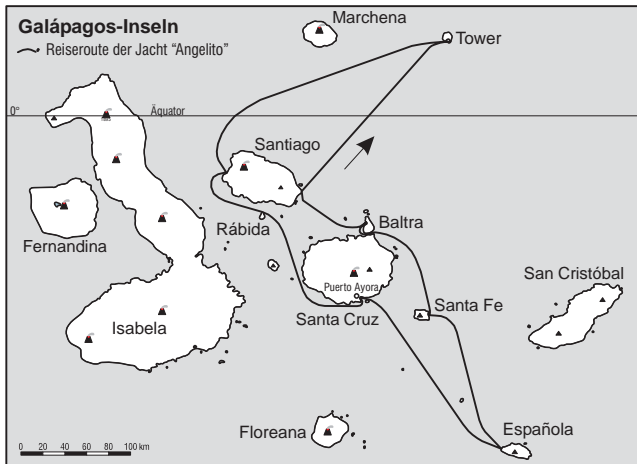 Galápagos-Inseln
Reiseroute der Jacht “Angelito”
Marchena
Tower
0°
Äquator
Santiago
Rábida
Baltra
Fernandina
San Cristóbal
Puerto Ayora
Santa Fe
Santa Cruz
Isabela
Floreana
Española
0 20 40 60 80 100 km